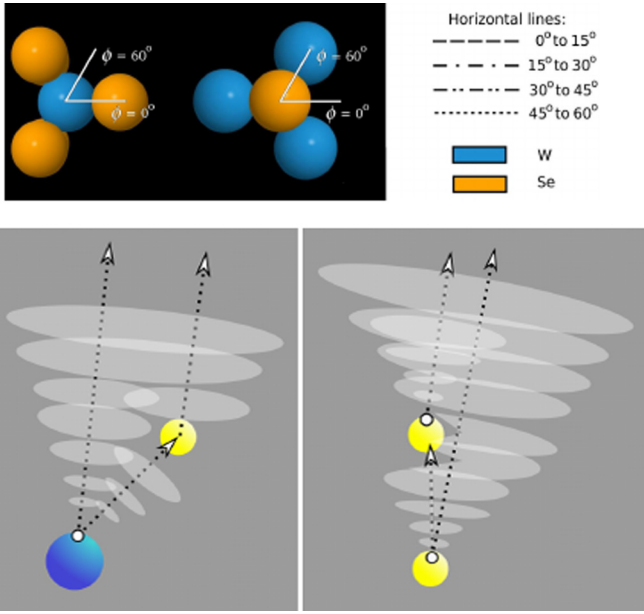 ϕ = 60°
ϕ = 0°
ϕ = 60°
ϕ = 0°
Horizontal lines:
0° to 15°
15° to 30°
30° to 45°
45° to 60°
W
Se